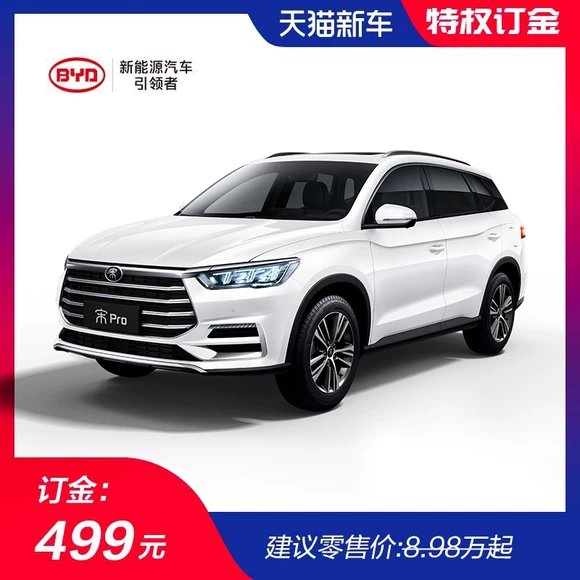 天猫新车 特权订金
BYD
新能源汽车
引领者
宋
宋Pro
订金：
499元
建议零售价:8.98万起